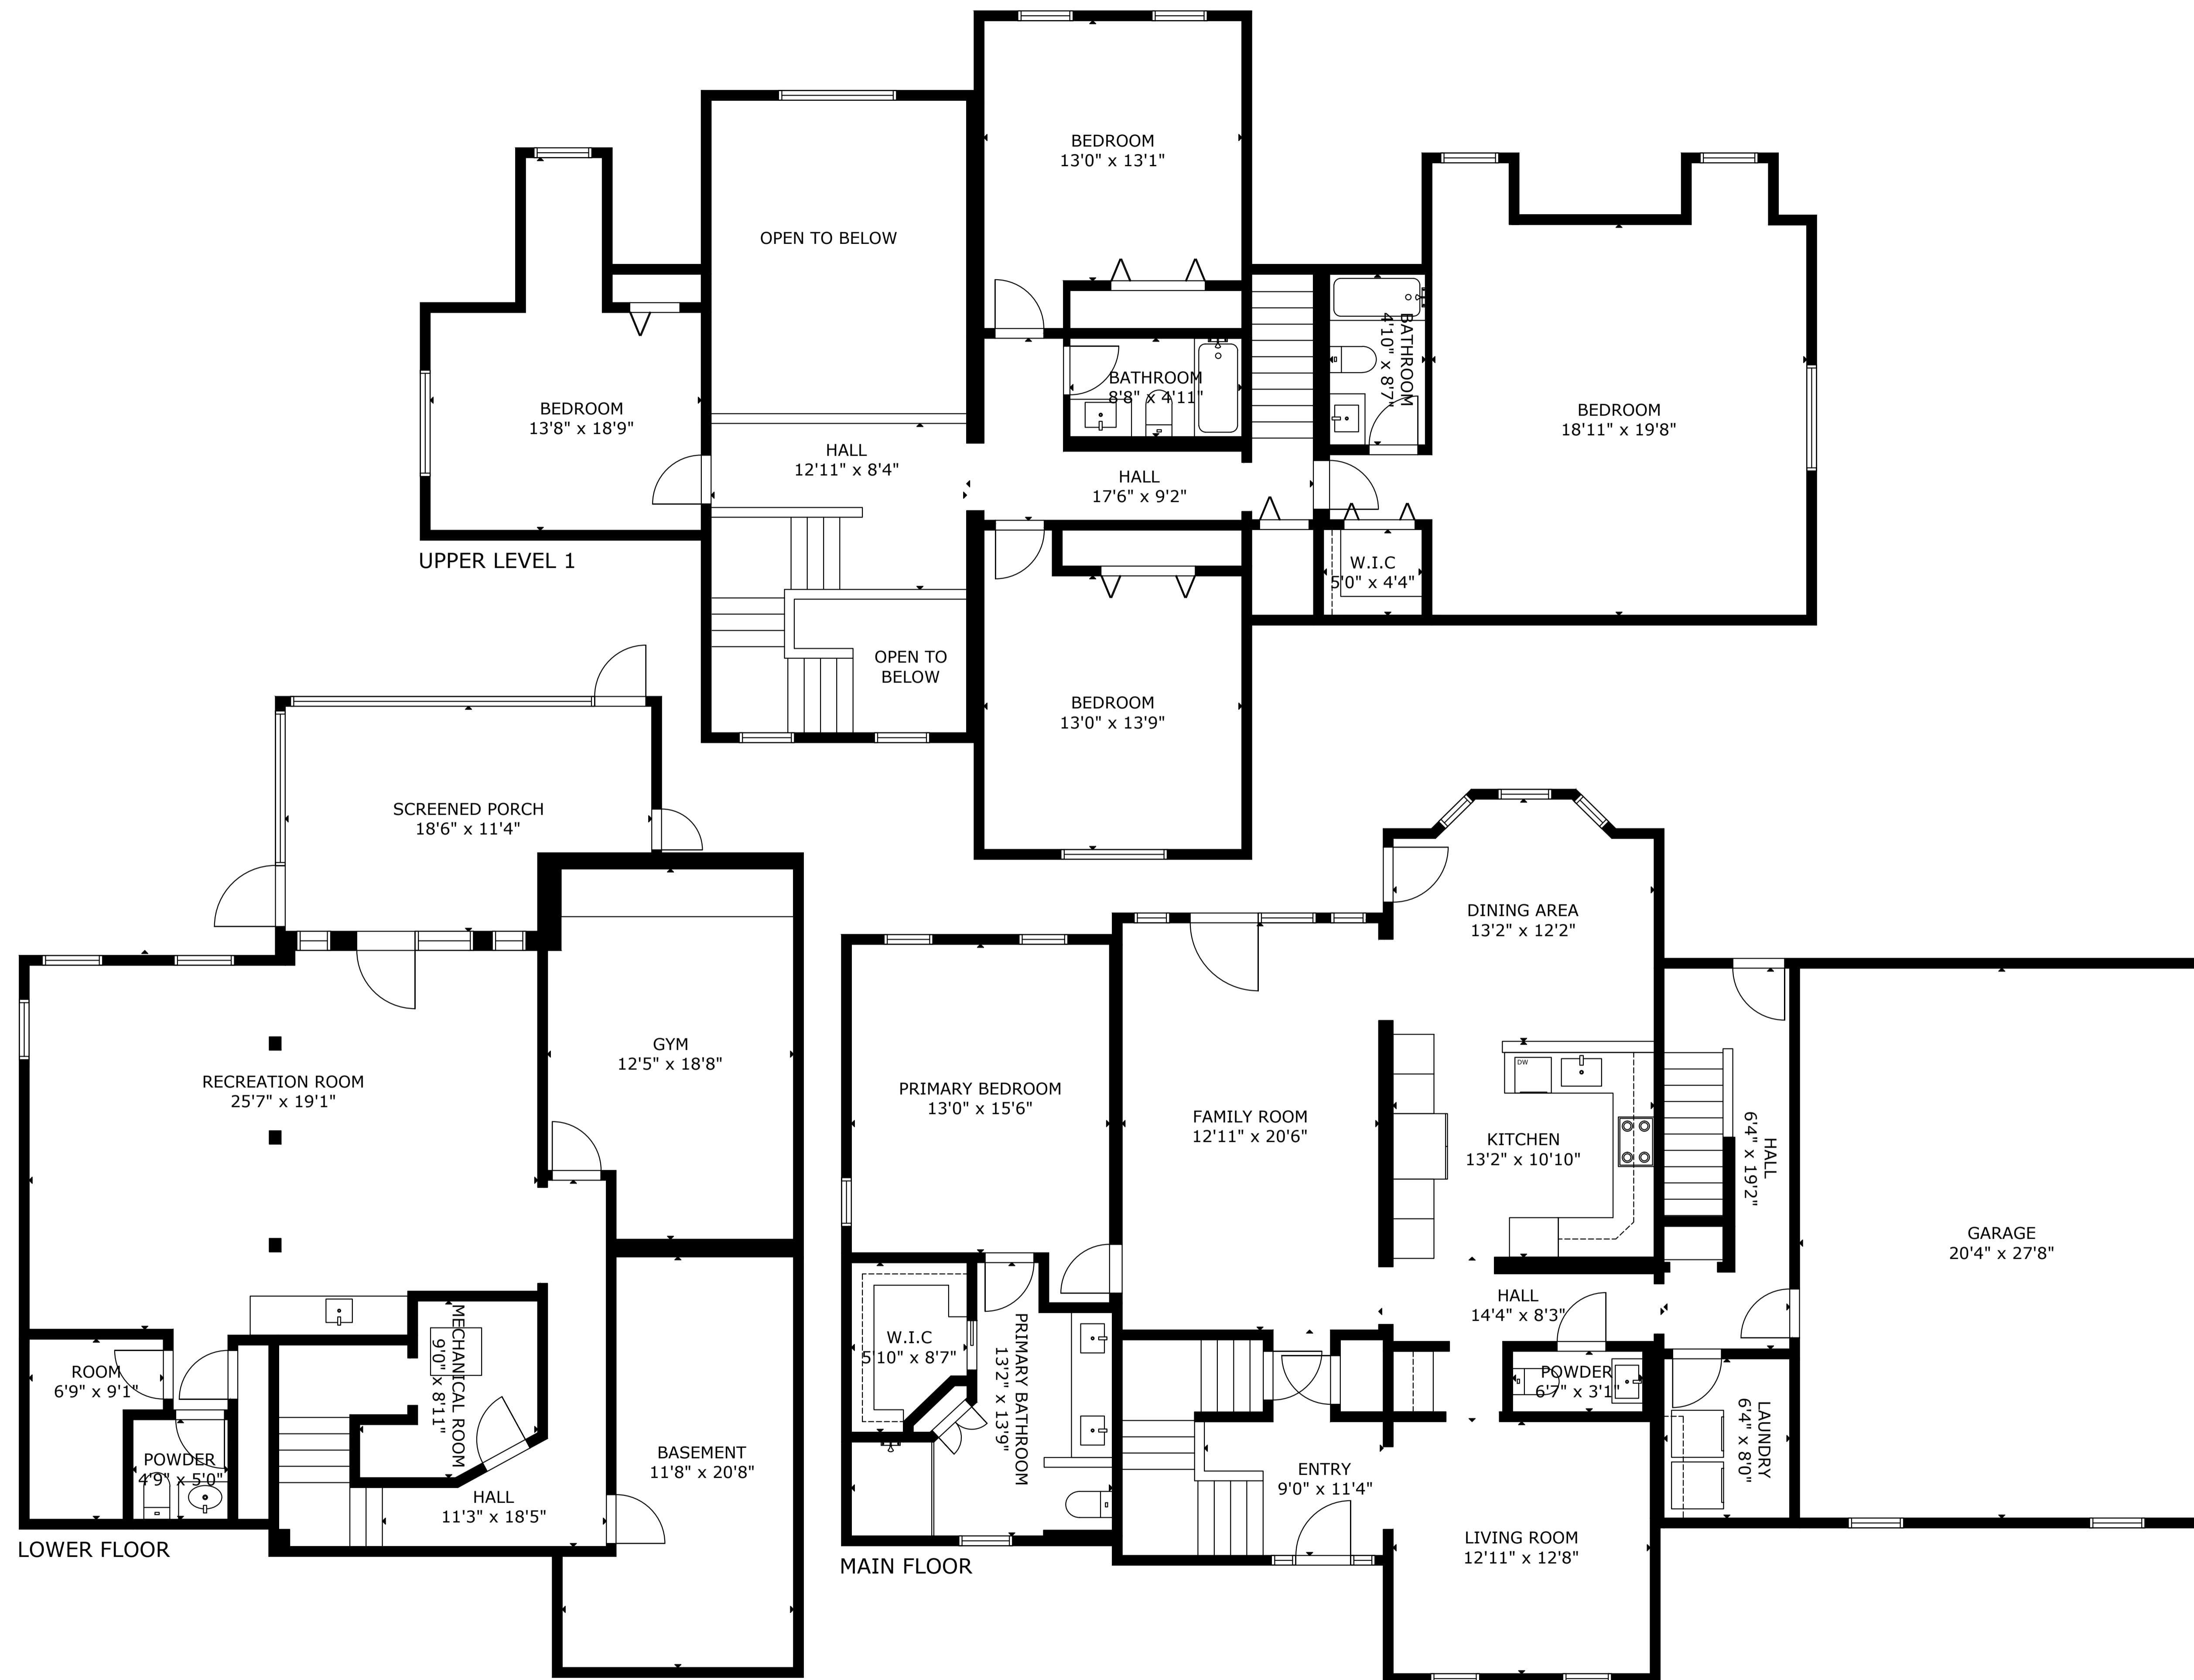 BEDROOM
13'0" x 13'1"
OPEN TO BELOW
BEDROOM
13'8" x 18'9"
BATHROOM
8'8" x 4'11"
BATHROOM
4'10" x 8'7"
BEDROOM
18'11" x 19'8"
HALL
12'11" x 8'4"
HALL
17'6" x 9'2"
W.I.C
5'0" x 4'4"
OPEN TO
BELOW
BEDROOM
13'0" x 13'9"
UPPER LEVEL 1
SCREENED PORCH
18'6" x 11'4"
GYM
12'5" x 18'8"
RECREATION ROOM
25'7" x 19'1"
MECHANICAL ROOM
9'0" x 8'11"
ROOM
6'9" x 9'1"
POWDER
4'9" x 5'0"
HALL
11'3" x 18'5"
BASEMENT
11'8" x 20'8"
LOWER FLOOR
DINING AREA
13'2" x 12'2"
PRIMARY BEDROOM
13'0" x 15'6"
FAMILY ROOM
12'11" x 20'6"
DW
KITCHEN
13'2" x 10'10"
HALL
6'4" x 19'2"
GARAGE
20'4" x 27'8"
HALL
14'4" x 8'3"
W.I.C
5'10" x 8'7"
PRIMARY BATHROOM
13'2" x 13'9"
POWDER
6'7" x 3'1"
LAUNDRY
6'4" x 8'0"
ENTRY
9'0" x 11'4"
LIVING ROOM
12'11" x 12'8"
MAIN FLOOR